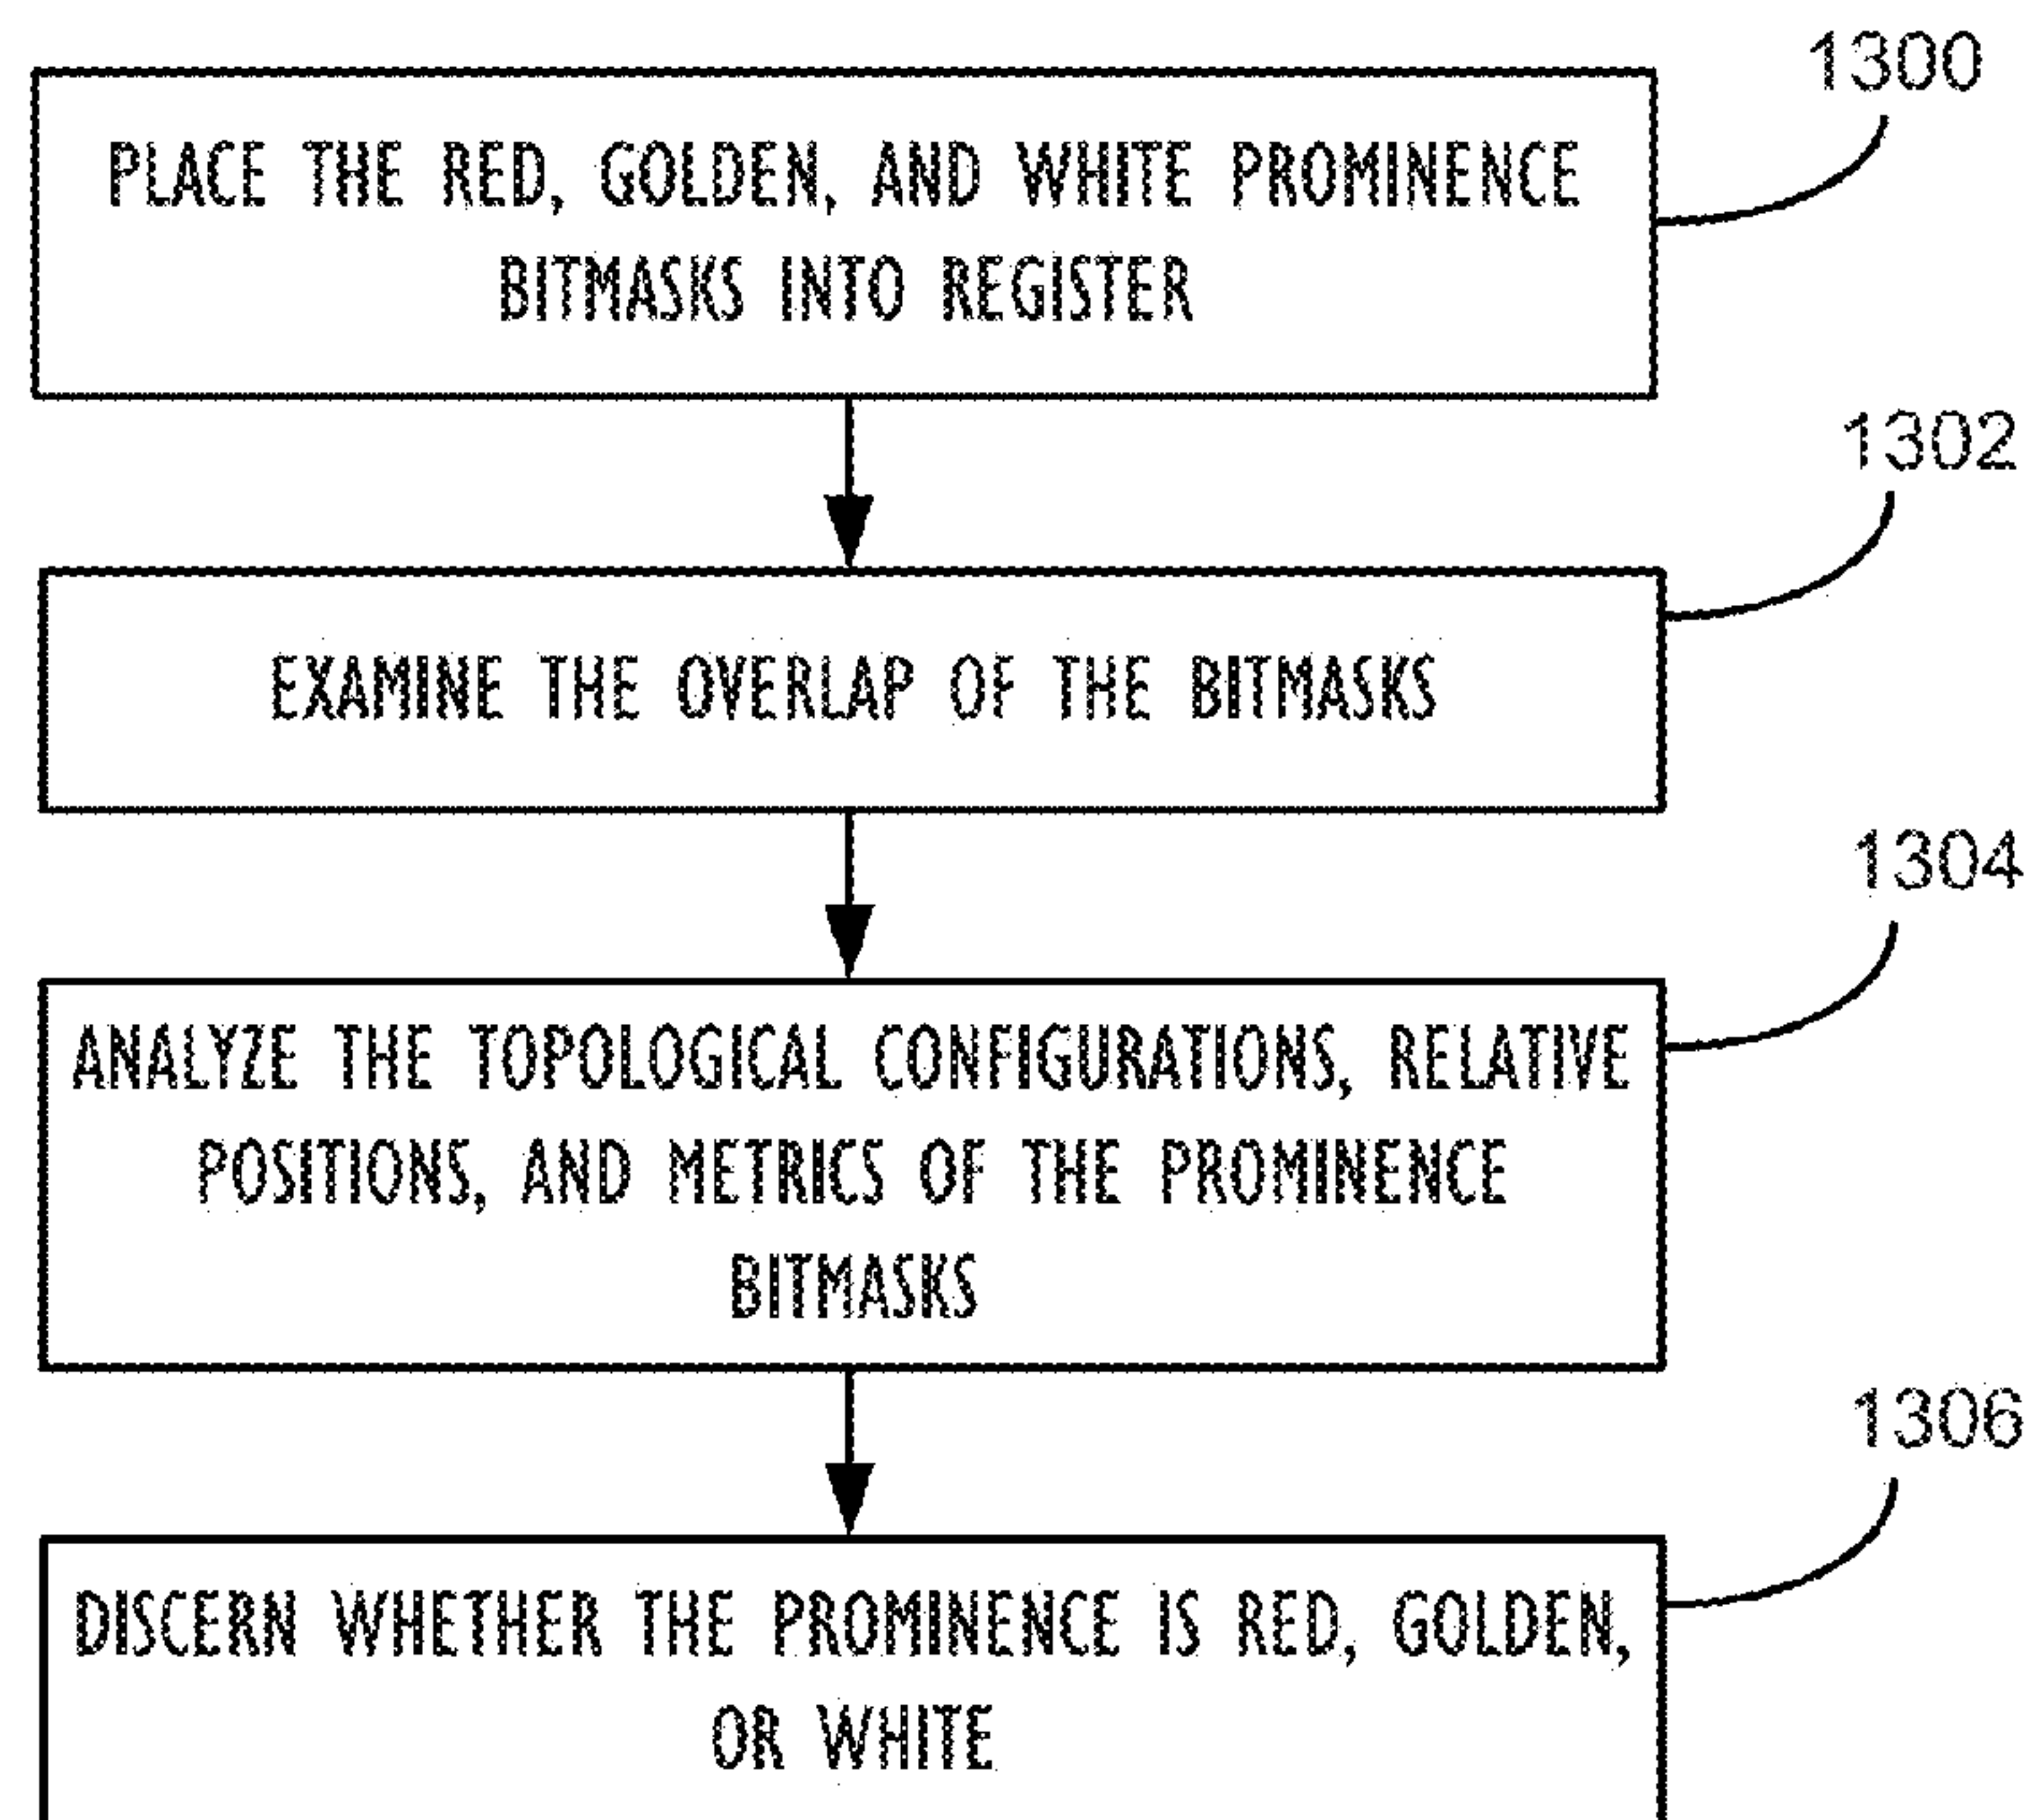 1300
PLACE THE RED, GOLDEN, AND WHITE PROMINENCE
BITMASKS INTO REGISTER
1302
EXAMINE THE OVERLAP OF THE BITMASKS
1304
ANALYZE THE TOPOLOGICAL CONFIGURATIONS, RELATIVE
POSITIONS, AND METRICS OF THE PROMINENCE
BITMASKS
1306
DISCERN WHETHER THE PROMINENCE IS RED, GOLDEN,
OR WHITE